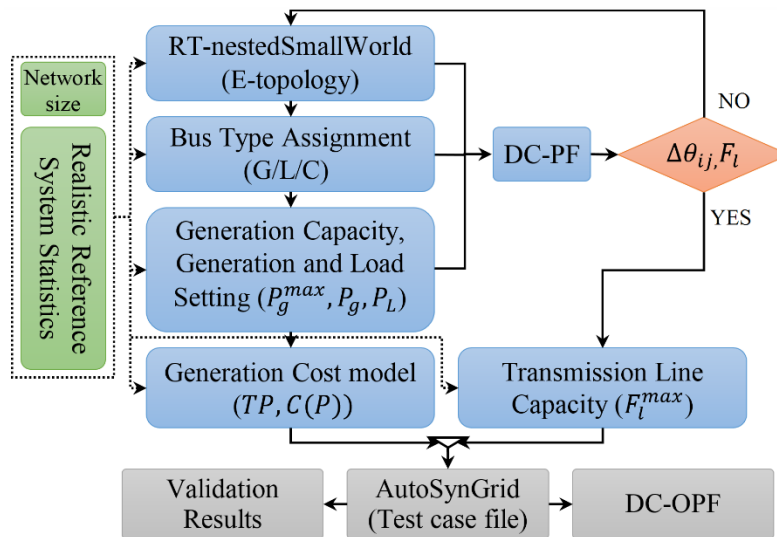 RT-nestedSmallWorld
(E-topology)
Network
size
Realistic Reference
System Statistics
Bus Type Assignment
(G/L/C)
DC-PF
Δθ_{ij}, F_l
NO
YES
Generation Capacity,
Generation and Load
Setting (P_g^{max}, P_g, P_L)
Generation Cost model
(TP, C(P))
Transmission Line
Capacity (F_l^{max})
Validation
Results
AutoSynGrid
(Test case file)
DC-OPF